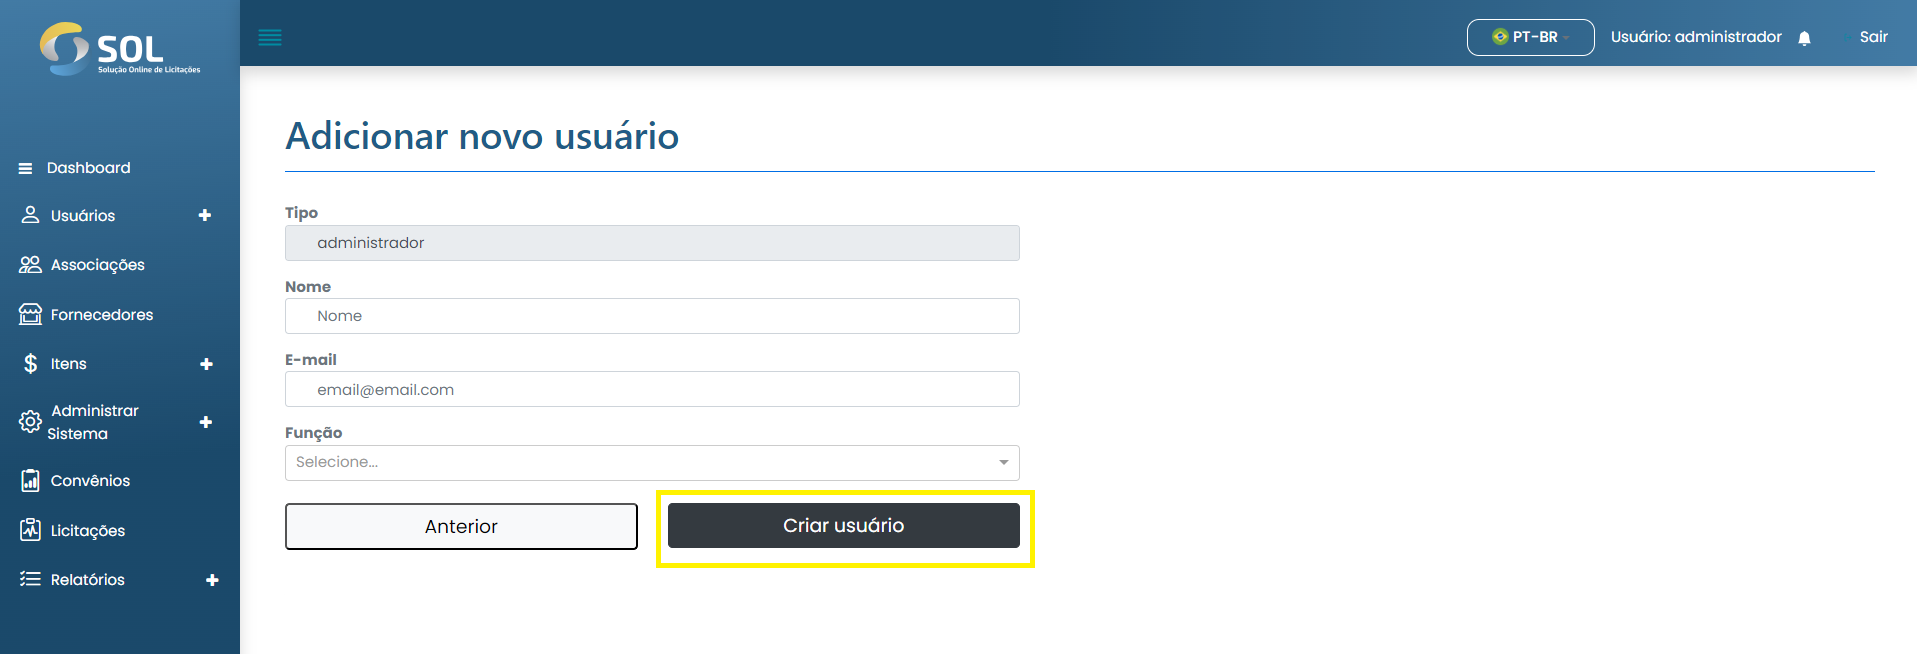 SOL
Solução Online de Licitações
PT-BR
Usuário: administrador
Sair
Dashboard
Usuários
Associações
Fornecedores
Itens
Administrar
Sistema
Convênios
Licitações
Relatórios
Adicionar novo usuário
Tipo
administrador
Nome
Nome
E-mail
email@email.com
Função
Selecione...
Anterior
Criar usuário